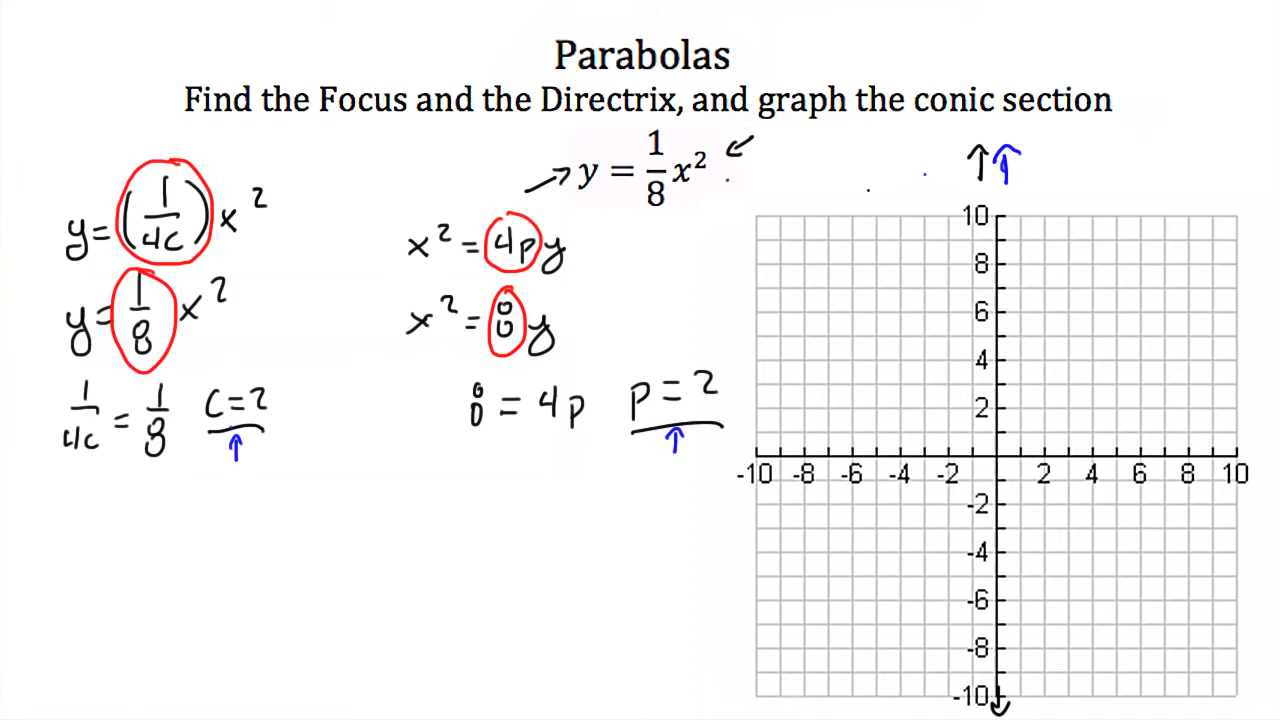 Parabolas
Find the Focus and the Directrix, and graph the conic section
y = 1/8 x²
y = (1/4c) x²
x² = 4py
y = 1/8 x²
x² = 8y
1/4c = 1/8 c = 2
8 = 4p p = 2
10
8
6
4
2
-10 -8 -6 -4 -2 2 4 6 8 10
-2
-4
-6
-8
-10